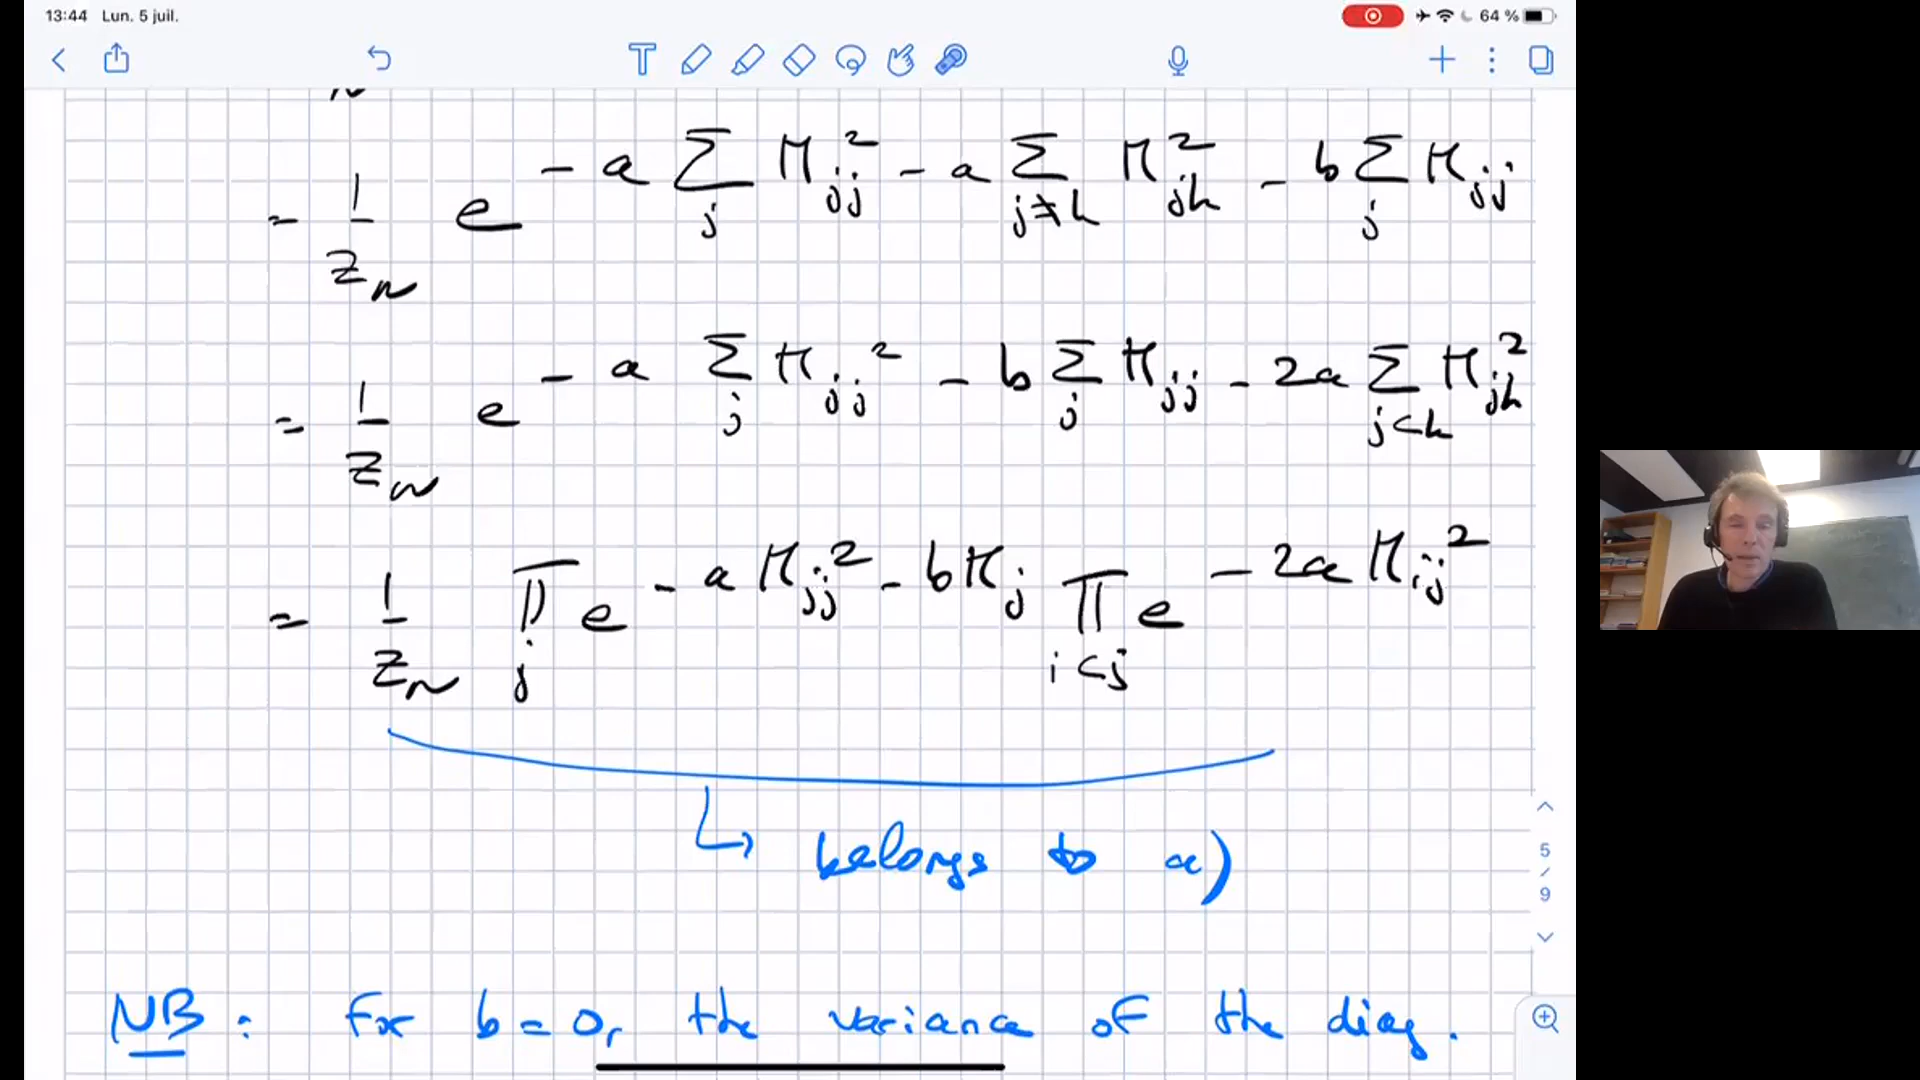 13:44 Lun. 5 juil. 64 %
T
N
= 1/Z_N e^{- a Σ_j M_jj^2 - a Σ_{j≠k} M_jk^2 - b Σ_j M_jj}
= 1/Z_N e^{- a Σ_j M_jj^2 - b Σ_j M_jj - 2a Σ_{j<k} M_jk^2}
= 1/Z_N Π_j e^{- a M_jj^2 - b M_j} Π_{i<j} e^{- 2a M_ij^2}
↳ belongs to a)
5
/
9
NB : For b = 0, the variance of the diag.